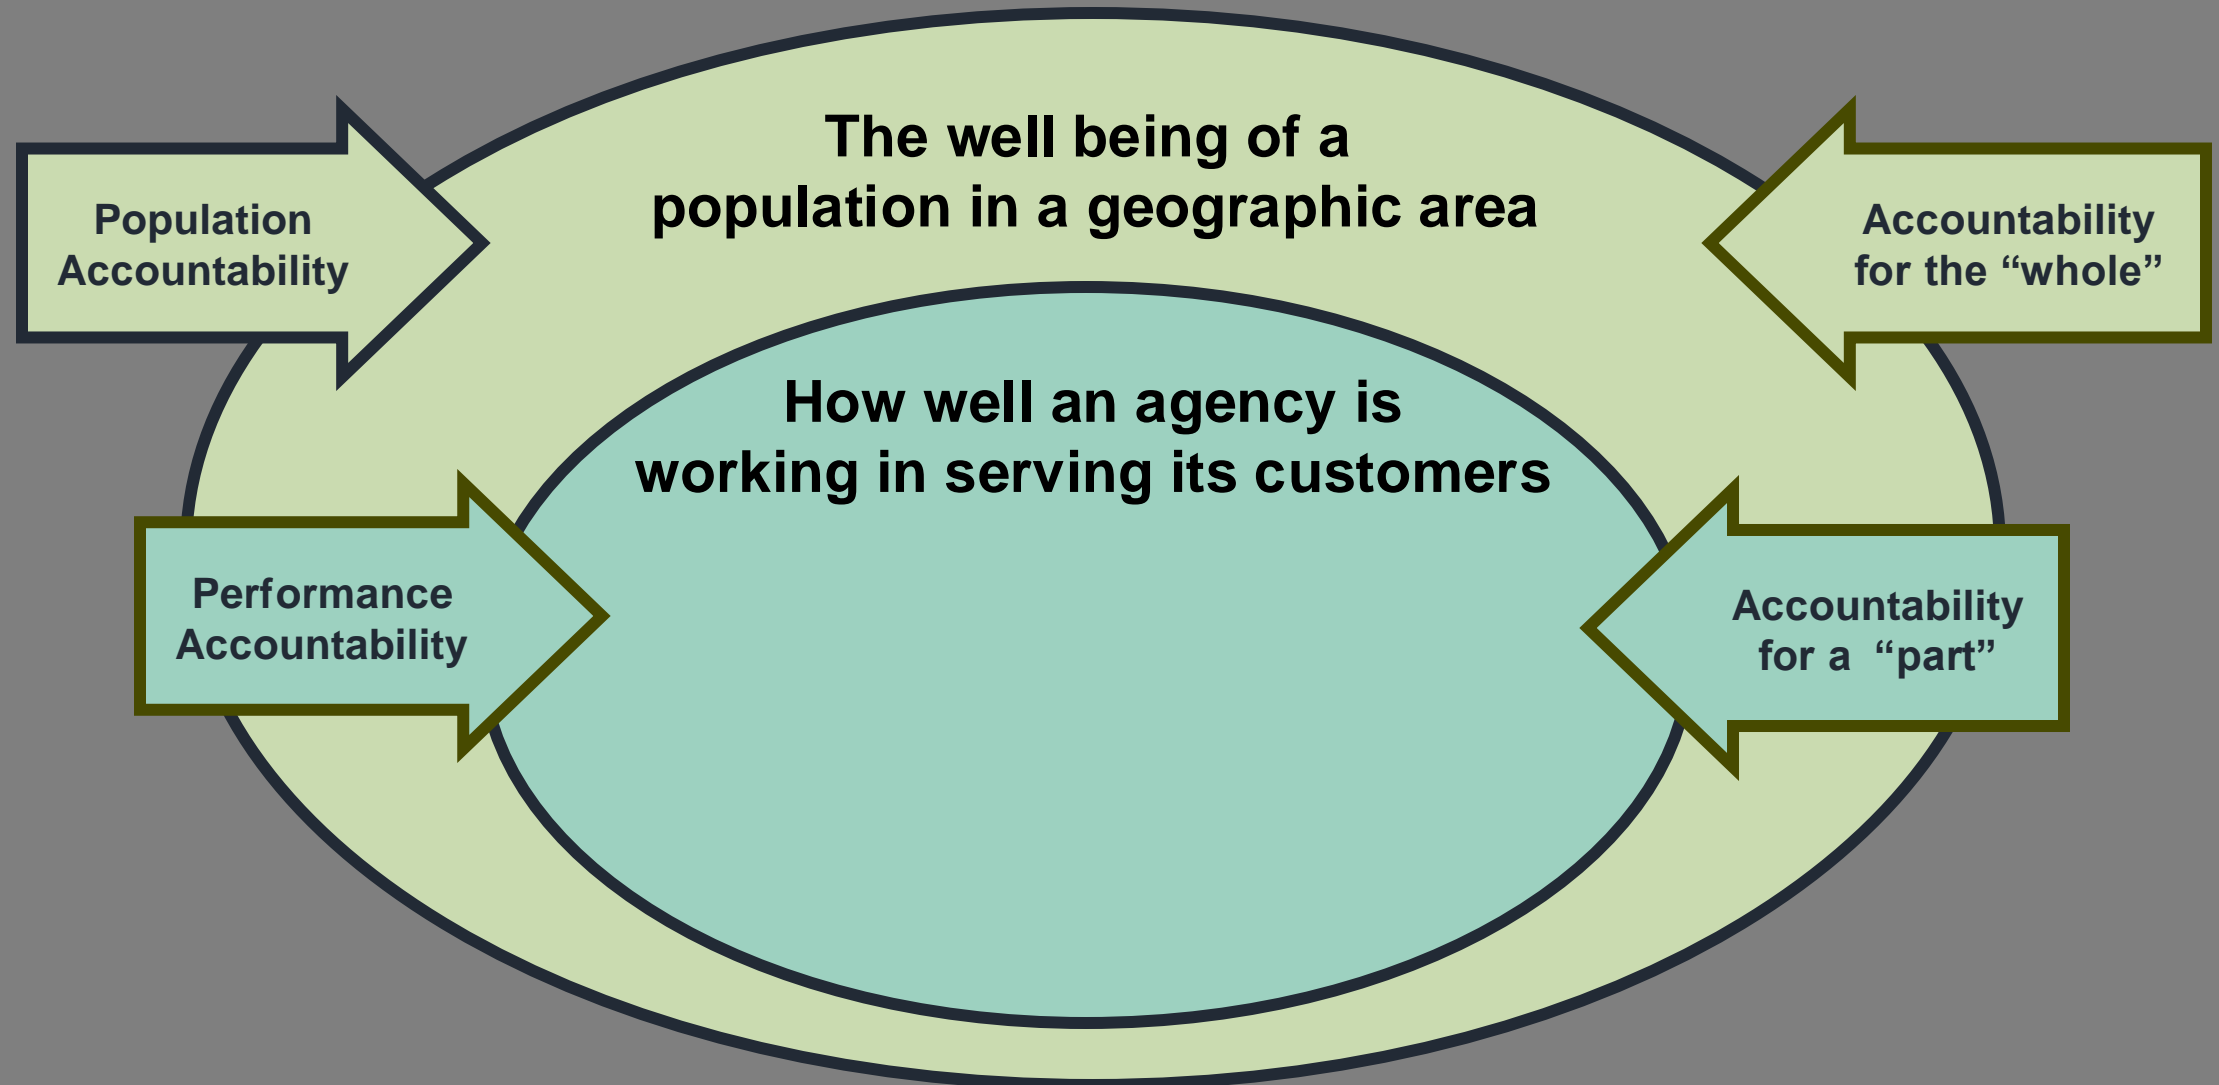 The well being of a
population in a geographic area
Population
Accountability
Accountability
for the “whole”
How well an agency is
working in serving its customers
Performance
Accountability
Accountability
for a “part”